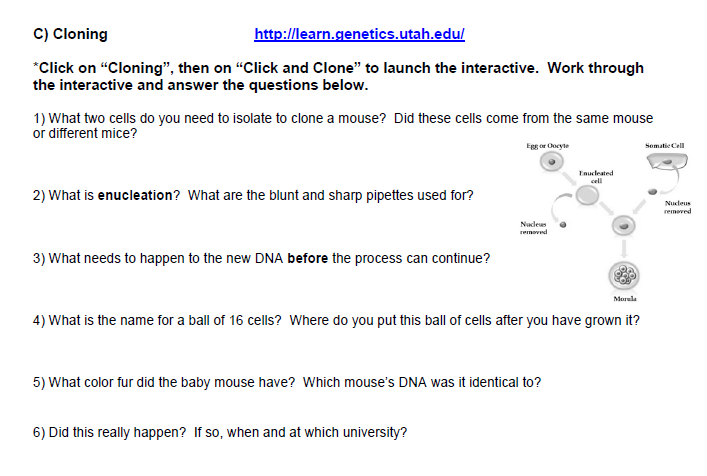 C) Cloning http://learn.genetics.utah.edu/
*Click on “Cloning”, then on “Click and Clone” to launch the interactive. Work through
the interactive and answer the questions below.
1) What two cells do you need to isolate to clone a mouse? Did these cells come from the same mouse
or different mice?
Egg or Oocyte
Somatic Cell
Enucleated
cell
2) What is enucleation? What are the blunt and sharp pipettes used for?
Nucleus
removed
Nucleus
removed
3) What needs to happen to the new DNA before the process can continue?
Morula
4) What is the name for a ball of 16 cells? Where do you put this ball of cells after you have grown it?
5) What color fur did the baby mouse have? Which mouse’s DNA was it identical to?
6) Did this really happen? If so, when and at which university?